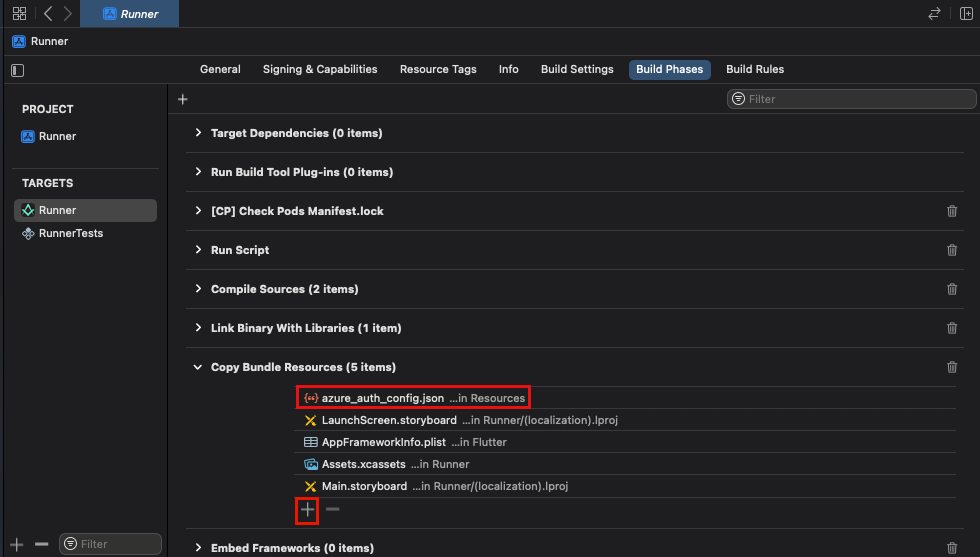 Runner
Runner
General Signing & Capabilities Resource Tags Info Build Settings Build Phases Build Rules
Filter
PROJECT
Runner
TARGETS
Runner
RunnerTests
Target Dependencies (0 items)
Run Build Tool Plug-ins (0 items)
[CP] Check Pods Manifest.lock
Run Script
Compile Sources (2 items)
Link Binary With Libraries (1 item)
Copy Bundle Resources (5 items)
azure_auth_config.json ...in Resources
LaunchScreen.storyboard ...in Runner/(localization).lproj
AppFrameworkInfo.plist ...in Flutter
Assets.xcassets ...in Runner
Main.storyboard ...in Runner/(localization).lproj
Embed Frameworks (0 items)
Filter